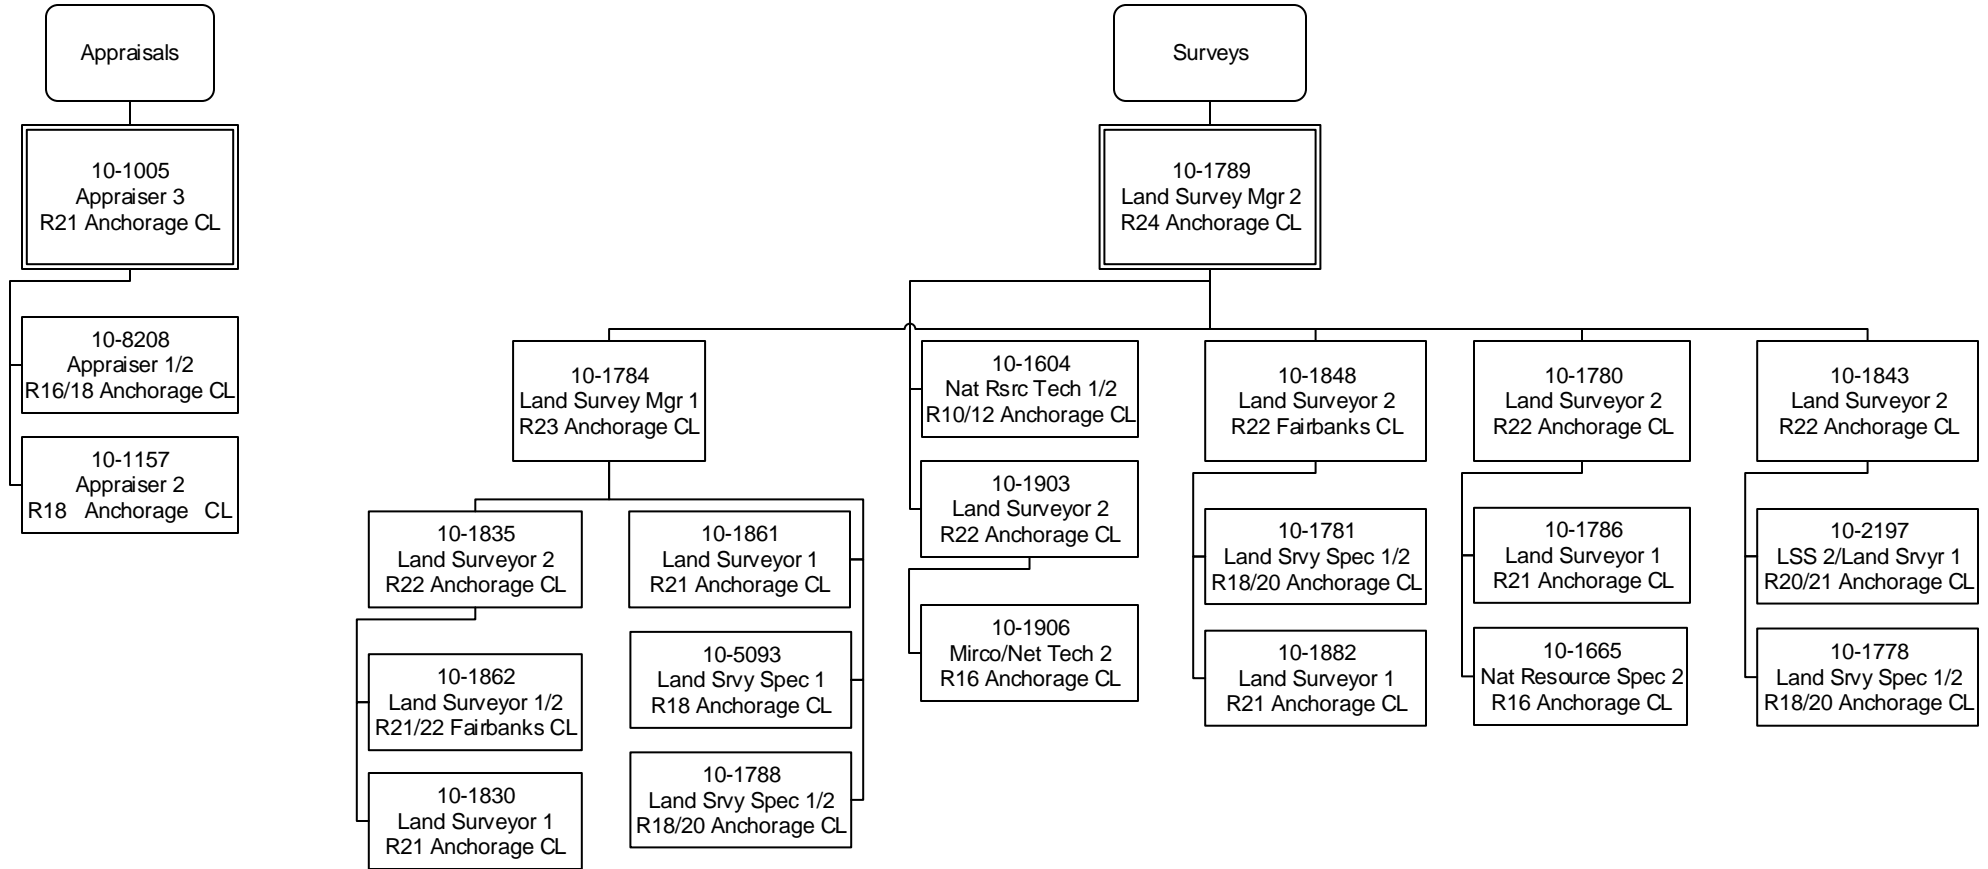 Appraisals
10-1005
Appraiser 3
R21 Anchorage CL
10-8208
Appraiser 1/2
R16/18 Anchorage CL
10-1157
Appraiser 2
R18 Anchorage CL
Surveys
10-1789
Land Survey Mgr 2
R24 Anchorage CL
10-1784
Land Survey Mgr 1
R23 Anchorage CL
10-1835
Land Surveyor 2
R22 Anchorage CL
10-1862
Land Surveyor 1/2
R21/22 Fairbanks CL
10-1830
Land Surveyor 1
R21 Anchorage CL
10-1861
Land Surveyor 1
R21 Anchorage CL
10-5093
Land Srvy Spec 1
R18 Anchorage CL
10-1788
Land Srvy Spec 1/2
R18/20 Anchorage CL
10-1604
Nat Rsrc Tech 1/2
R10/12 Anchorage CL
10-1903
Land Surveyor 2
R22 Anchorage CL
10-1906
Mirco/Net Tech 2
R16 Anchorage CL
10-1848
Land Surveyor 2
R22 Fairbanks CL
10-1781
Land Srvy Spec 1/2
R18/20 Anchorage CL
10-1882
Land Surveyor 1
R21 Anchorage CL
10-1780
Land Surveyor 2
R22 Anchorage CL
10-1786
Land Surveyor 1
R21 Anchorage CL
10-1665
Nat Resource Spec 2
R16 Anchorage CL
10-1843
Land Surveyor 2
R22 Anchorage CL
10-2197
LSS 2/Land Srvyr 1
R20/21 Anchorage CL
10-1778
Land Srvy Spec 1/2
R18/20 Anchorage CL